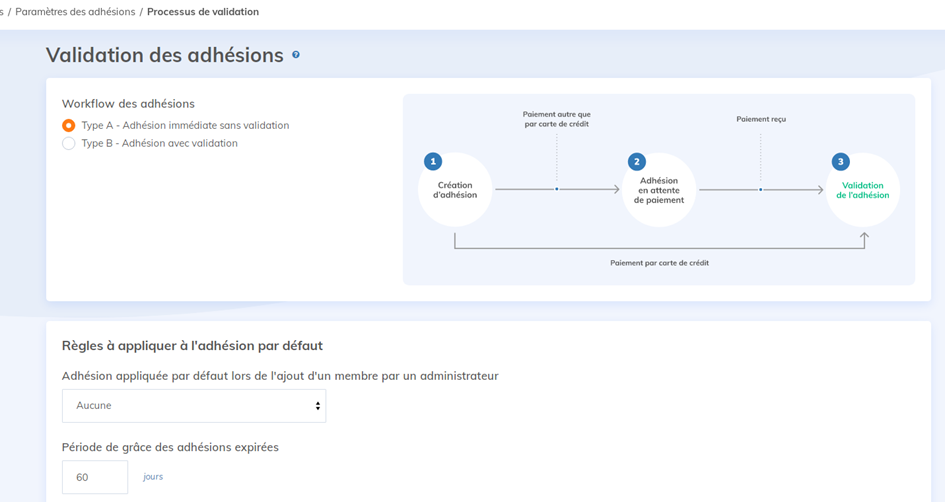 s / Paramètres des adhésions / Processus de validation
Validation des adhésions ?
Workflow des adhésions
Type A - Adhésion immédiate sans validation
Type B - Adhésion avec validation
Paiement autre que
par carte de crédit
Paiement reçu
1
Création
d'adhésion
2
Adhésion
en attente
de paiement
3
Validation
de l'adhésion
Paiement par carte de crédit
Règles à appliquer à l'adhésion par défaut
Adhésion appliquée par défaut lors de l'ajout d'un membre par un administrateur
Aucune
Période de grâce des adhésions expirées
60 jours